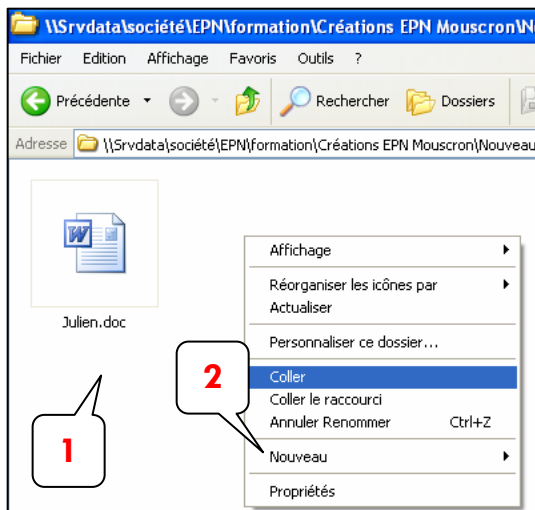 \\Srvdata\société\EPN\formation\Créations EPN Mouscron\N
Fichier Edition Affichage Favoris Outils ?
Précédente Rechercher Dossiers
Adresse \\Srvdata\société\EPN\formation\Créations EPN Mouscron\Nouveau
W
Julien.doc
Affichage
Réorganiser les icônes par
Actualiser
Personnaliser ce dossier...
Coller
Coller le raccourci
Annuler Renommer Ctrl+Z
Nouveau
Propriétés
2
1